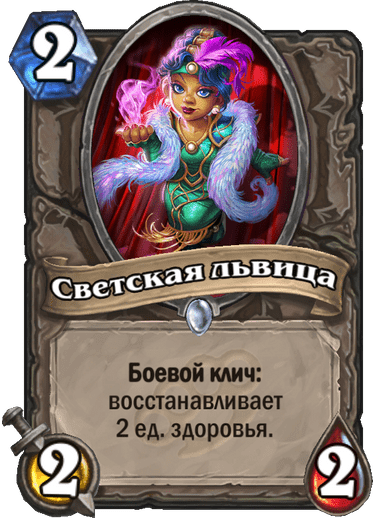 2
Светская львица
Боевой клич:
восстанавливает
2 ед. здоровья.
2
2